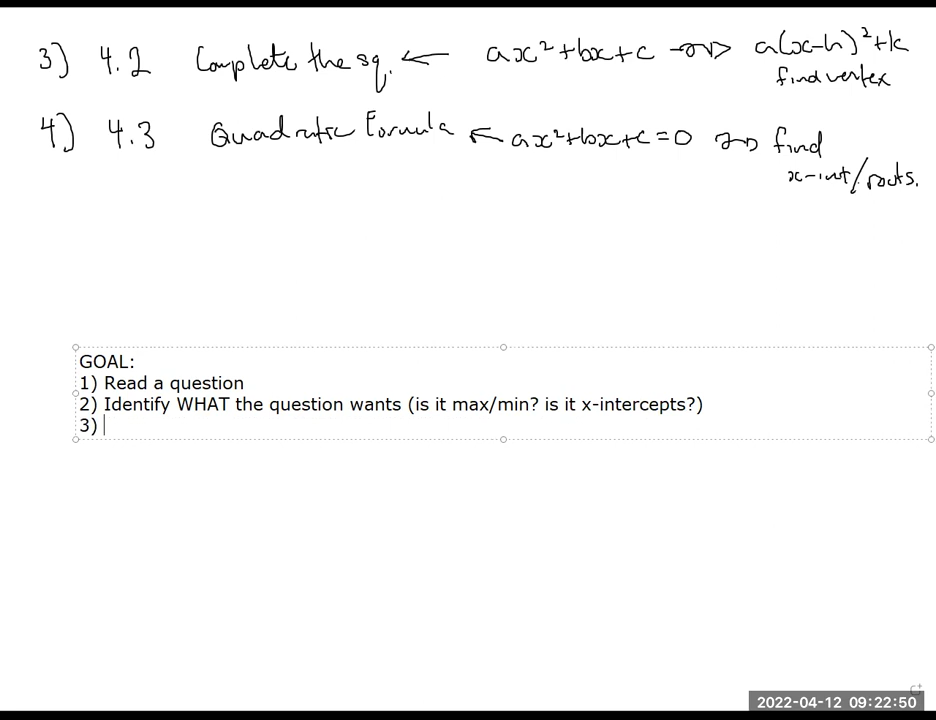 3) 4.2 Complete the sq. ← ax²+bx+c → a(x-h)²+k
find vertex
4) 4.3 Quadratic Formula ← ax²+bx+c=0 → find
x-int/roots.
GOAL:
1) Read a question
2) Identify WHAT the question wants (is it max/min? is it x-intercepts?)
3)
2022-04-12 09:22:50